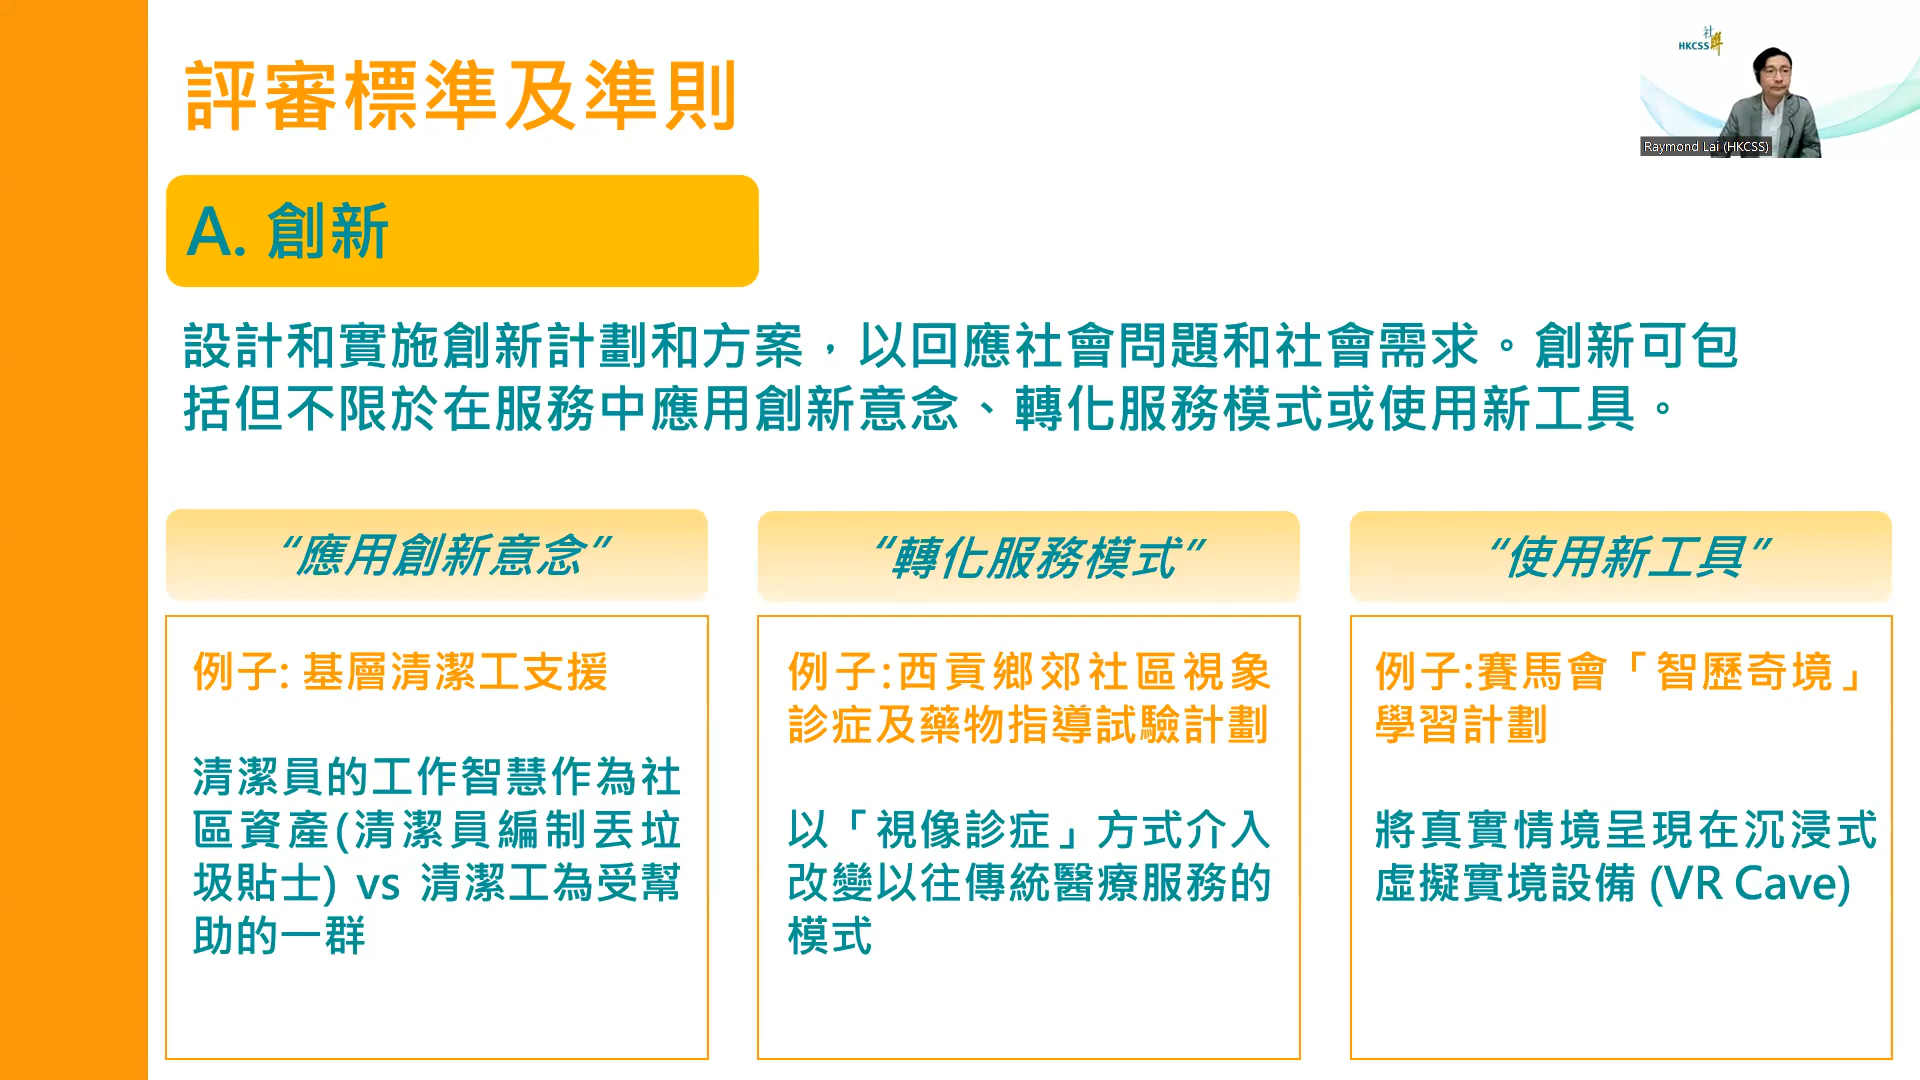 評審標準及準則
社聯
HKCSS
Raymond Lai (HKCSS)
A. 創新
設計和實施創新計劃和方案，以回應社會問題和社會需求。創新可包
括但不限於在服務中應用創新意念、轉化服務模式或使用新工具。
“應用創新意念”
例子: 基層清潔工支援
清潔員的工作智慧作為社
區資產(清潔員編制丟垃
圾貼士) vs 清潔工為受幫
助的一群
“轉化服務模式”
例子:西貢鄉郊社區視象
診症及藥物指導試驗計劃
以「視像診症」方式介入
改變以往傳統醫療服務的
模式
“使用新工具”
例子:賽馬會「智歷奇境」
學習計劃
將真實情境呈現在沉浸式
虛擬實境設備 (VR Cave)